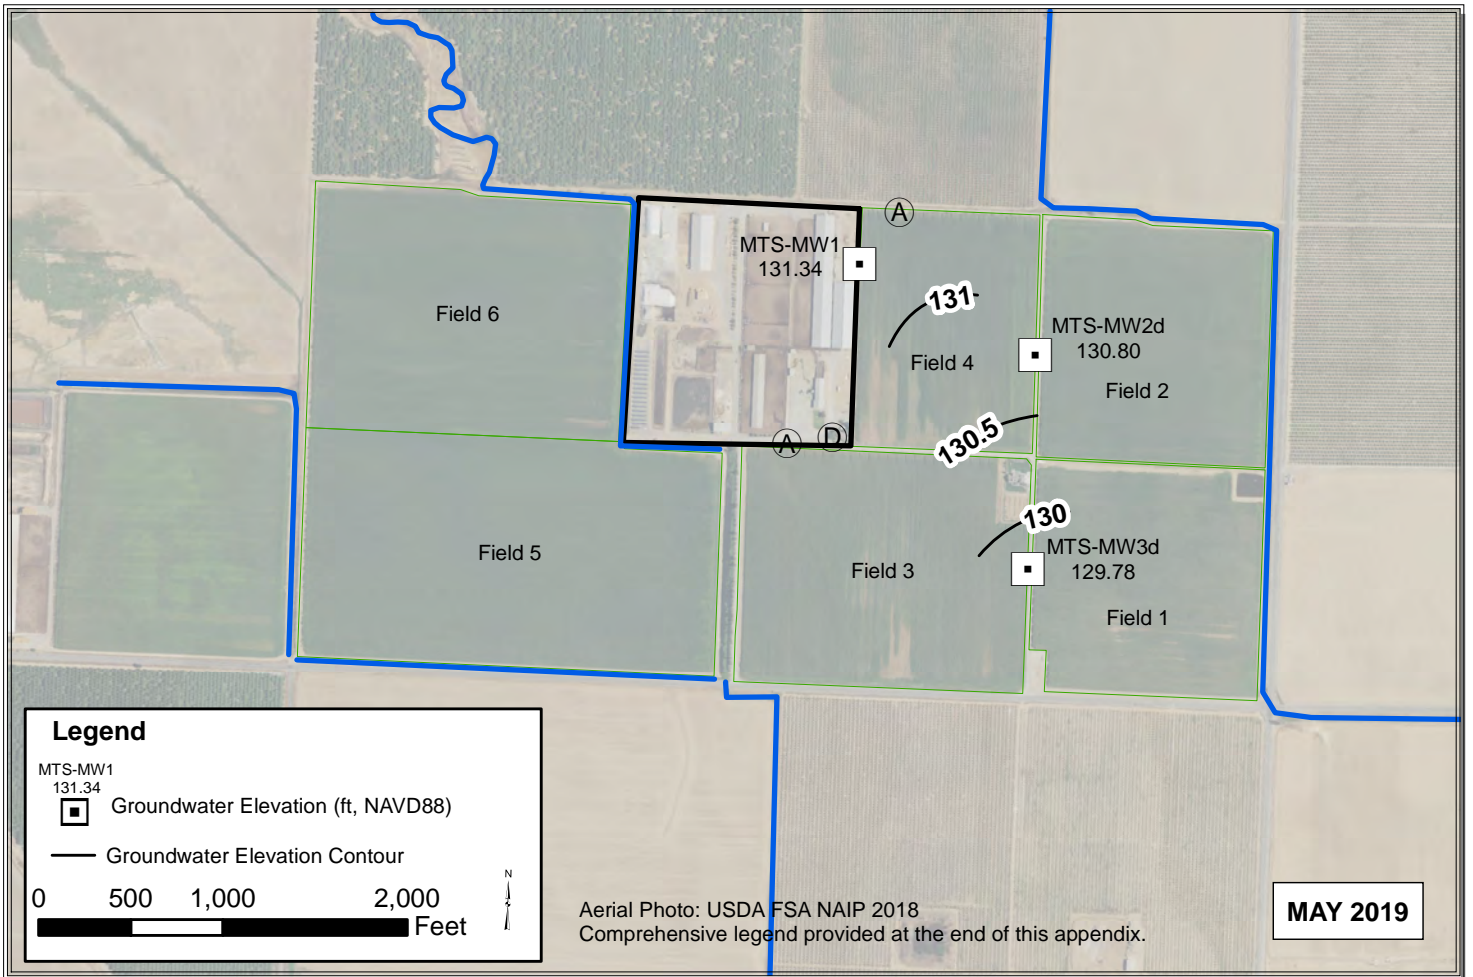 A
MTS-MW1
131.34
131
Field 6
MTS-MW2d
130.80
Field 4
Field 2
130.5
A
D
130
MTS-MW3d
129.78
Field 5
Field 3
Field 1
Legend
MTS-MW1
131.34
Groundwater Elevation (ft, NAVD88)
Groundwater Elevation Contour
N
0 500 1,000 2,000
Feet
Aerial Photo: USDA FSA NAIP 2018
Comprehensive legend provided at the end of this appendix.
MAY 2019